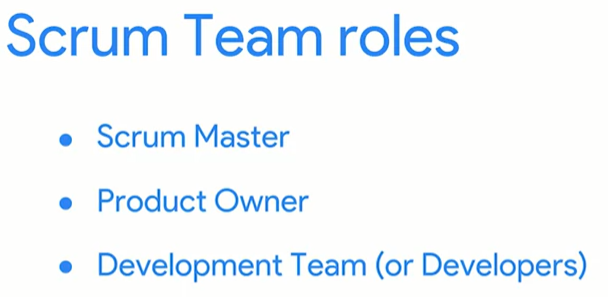 Scrum Team roles
• Scrum Master
• Product Owner
• Development Team (or Developers)